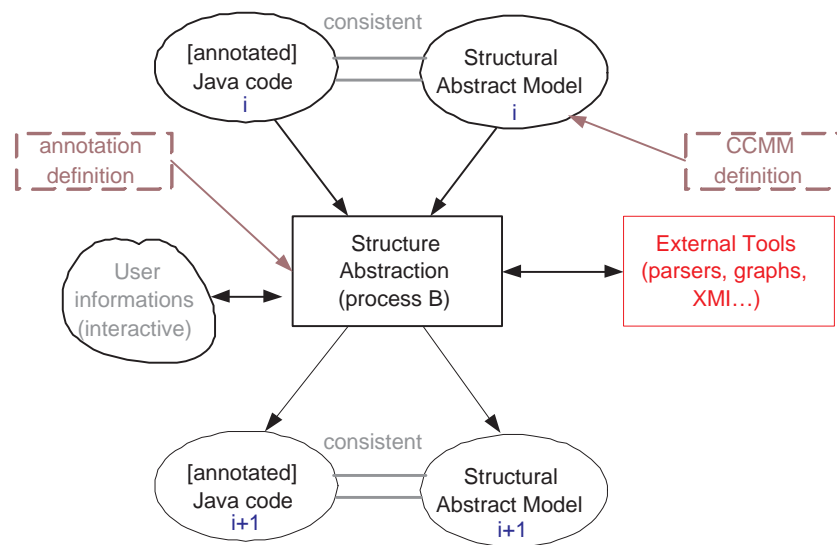 consistent
[annotated]
Java code
i
Structural
Abstract Model
i
annotation
definition
CCMM
definition
Structure
Abstraction
(process B)
User
informations
(interactive)
External Tools
(parsers, graphs,
XMI…)
consistent
[annotated]
Java code
i+1
Structural
Abstract Model
i+1